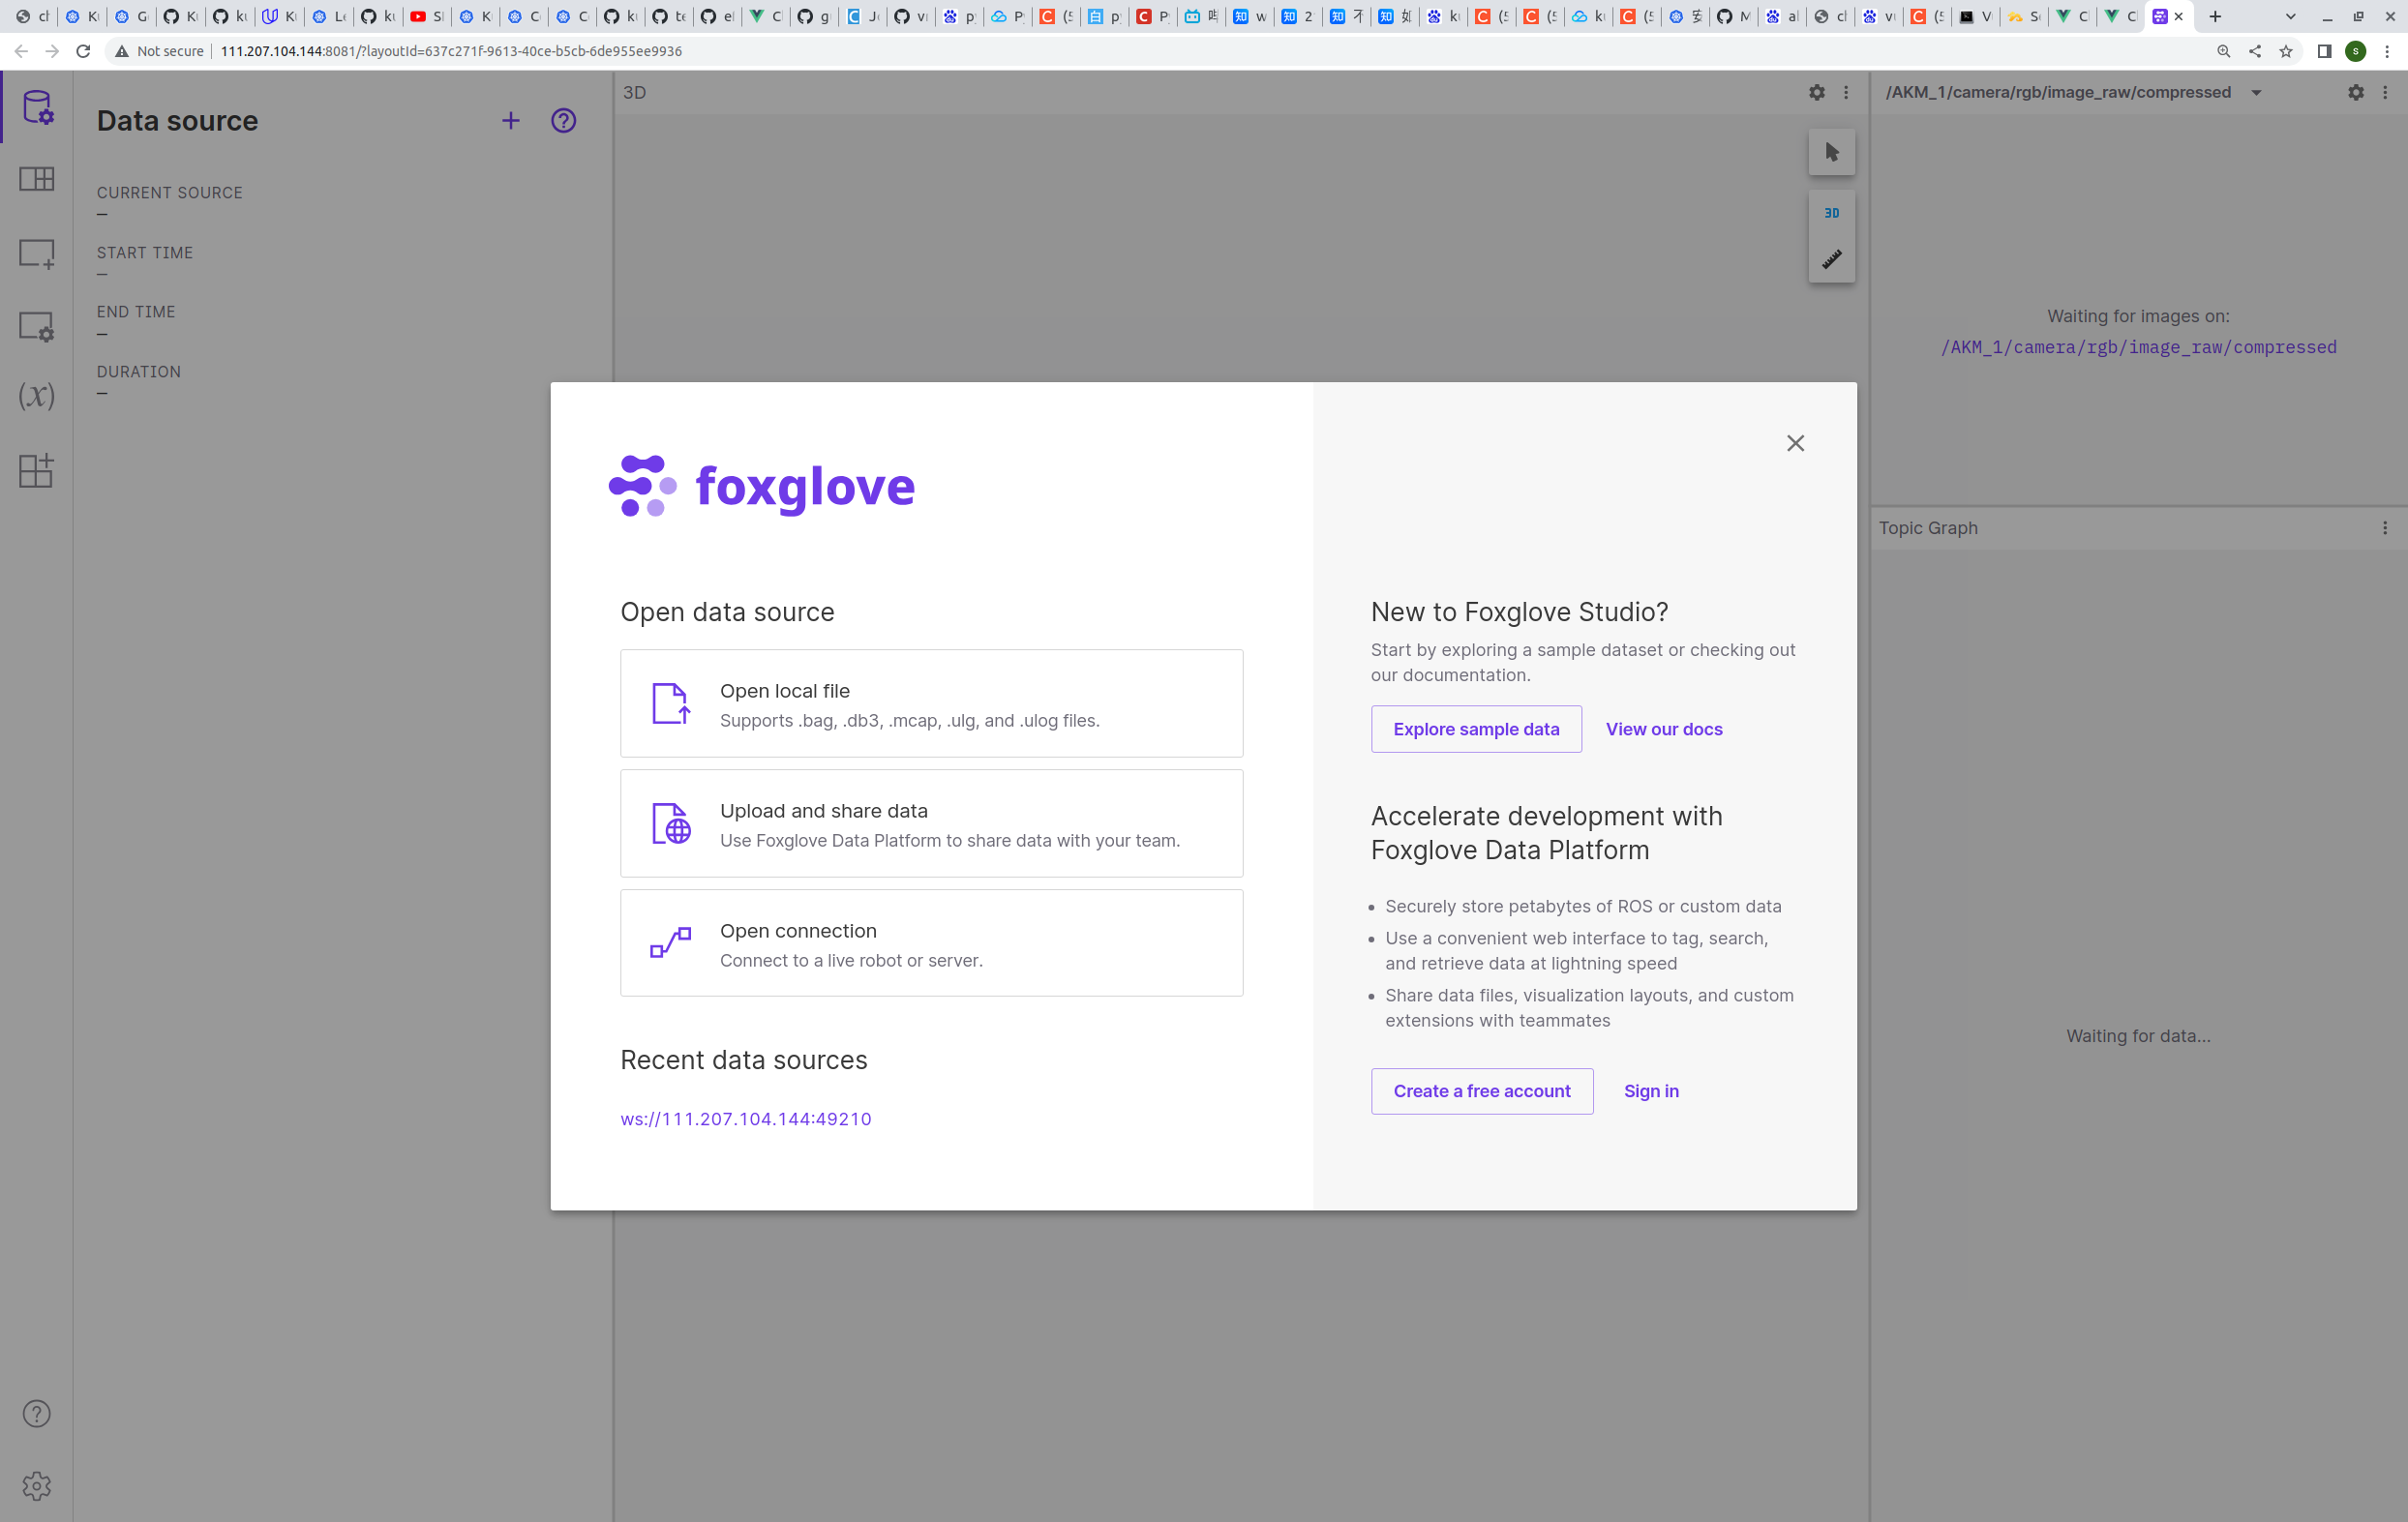 Not secure
111.207.104.144:8081/?layoutId=637c271f-9613-40ce-b5cb-6de955ee9936
S
Data source
CURRENT SOURCE
–
START TIME
–
END TIME
–
DURATION
–
(x)
3D
3D
/AKM_1/camera/rgb/image_raw/compressed
Waiting for images on:
/AKM_1/camera/rgb/image_raw/compressed
Topic Graph
Waiting for data...
foxglove
Open data source
Open local file
Supports .bag, .db3, .mcap, .ulg, and .ulog files.
Upload and share data
Use Foxglove Data Platform to share data with your team.
Open connection
Connect to a live robot or server.
Recent data sources
ws://111.207.104.144:49210
New to Foxglove Studio?
Start by exploring a sample dataset or checking out
our documentation.
Explore sample data
View our docs
Accelerate development with
Foxglove Data Platform
• Securely store petabytes of ROS or custom data
• Use a convenient web interface to tag, search,
and retrieve data at lightning speed
• Share data files, visualization layouts, and custom
extensions with teammates
Create a free account
Sign in